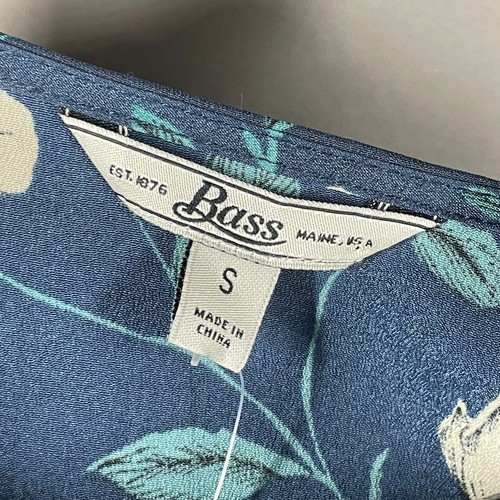 EST. 1876
Bass
MAINE, USA
S
MADE IN
CHINA